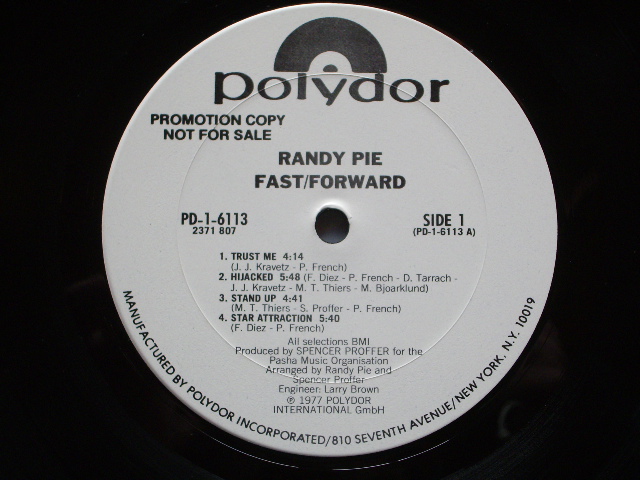 polydor
PROMOTION COPY
NOT FOR SALE
RANDY PIE
FAST/FORWARD
PD-1-6113
2371 807
SIDE 1
(PD-1-6113 A)
1. TRUST ME 4:14
(J. J. Kravetz - P. French)
2. HIJACKED 5:48 (F. Diez - P. French - D. Tarrach -
J. J. Kravetz - M. T. Thiers - M. Bjoarklund)
3. STAND UP 4:41
(M. T. Thiers - S. Proffer - P. French)
4. STAR ATTRACTION 5:40
(F. Diez - P. French)
All selections BMI
Produced by SPENCER PROFFER for the
Pasha Music Organisation
Arranged by Randy Pie and
Spencer Proffer
Engineer: Larry Brown
℗ 1977 POLYDOR
INTERNATIONAL GmbH
MANUFACTURED BY POLYDOR INCORPORATED/810 SEVENTH AVENUE/NEW YORK, N.Y. 10019